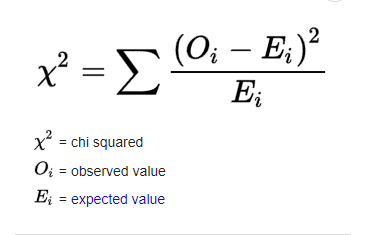 χ² = ∑ (Oᵢ − Eᵢ)² / Eᵢ
χ² = chi squared
Oᵢ = observed value
Eᵢ = expected value